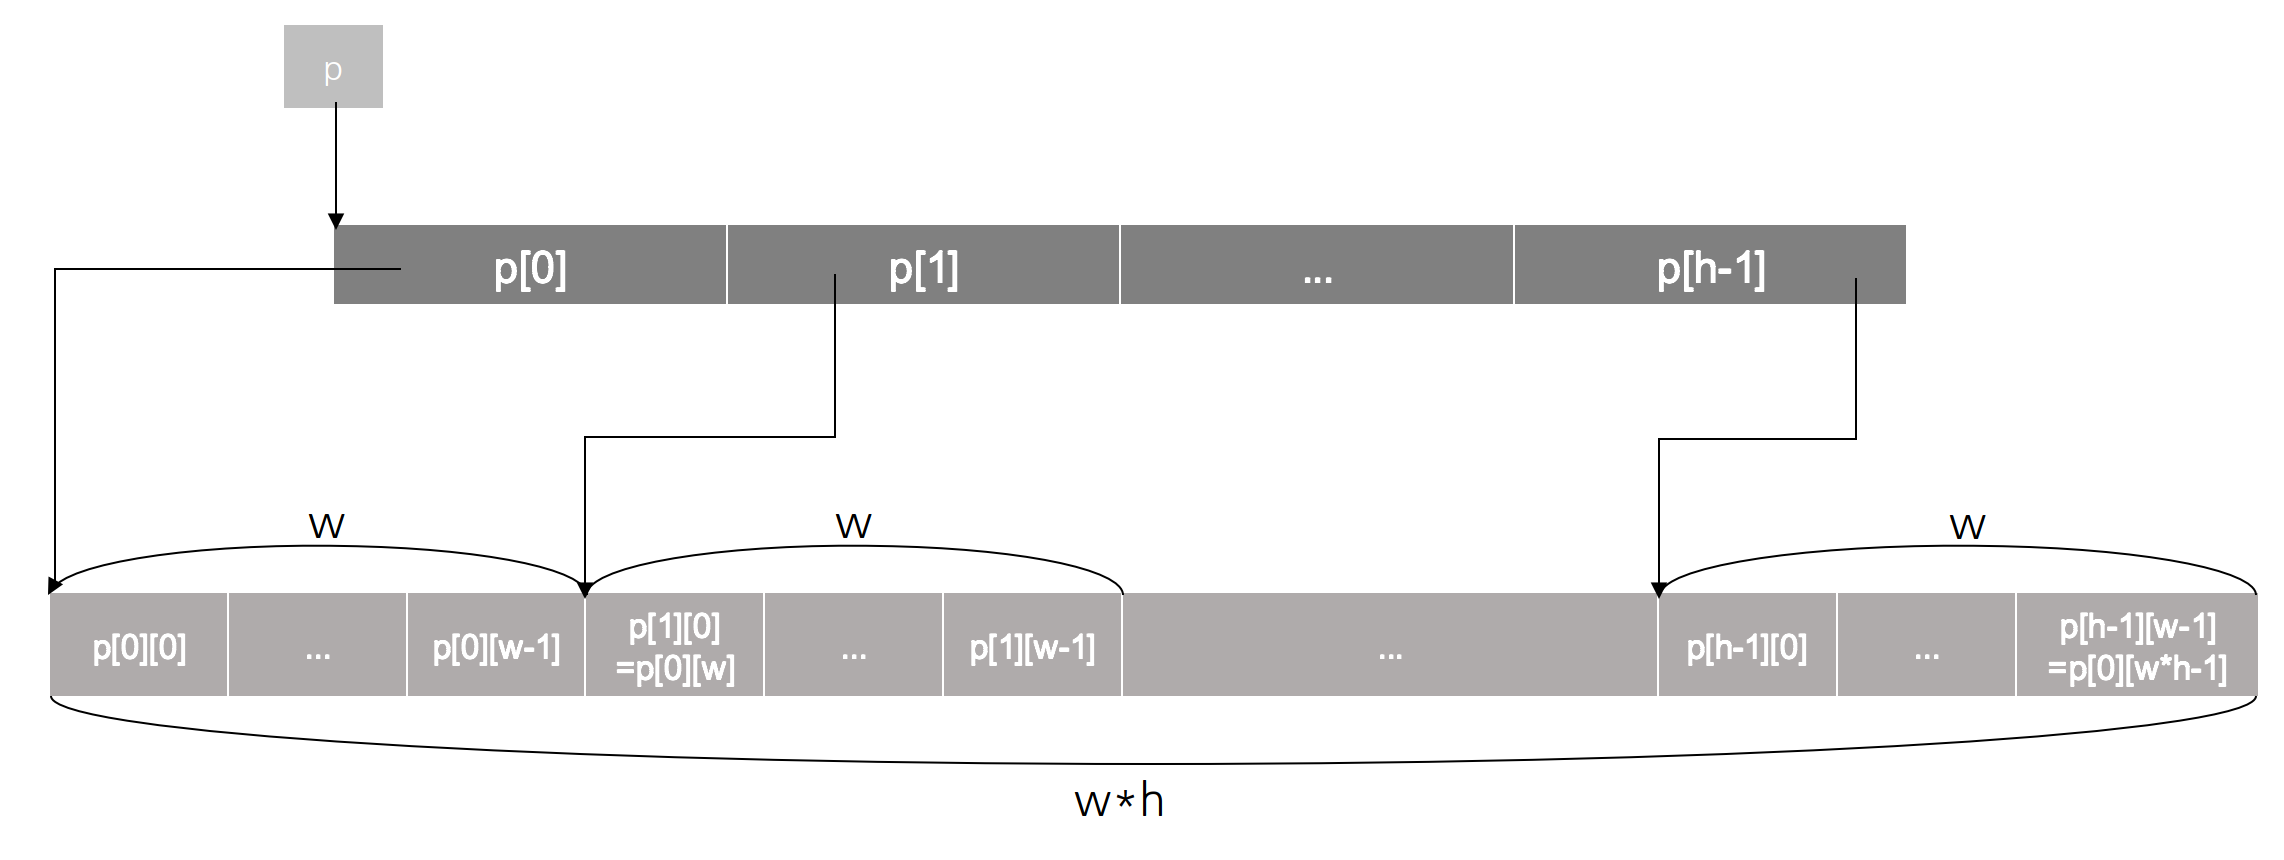 p
p[0]
p[1]
...
p[h-1]
w
w
w
p[0][0]
...
p[0][w-1]
p[1][0]
=p[0][w]
...
p[1][w-1]
...
p[h-1][0]
...
p[h-1][w-1]
=p[0][w*h-1]
w*h